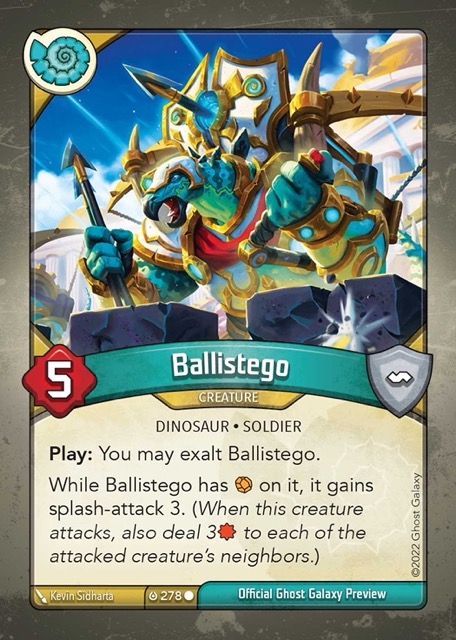 5
Ballistego
CREATURE
DINOSAUR • SOLDIER
Play: You may exalt Ballistego.
While Ballistego has on it, it gains
splash-attack 3. (When this creature
attacks, also deal 3 to each of the
attacked creature's neighbors.)
©2022 Ghost Galaxy
Kevin Sidharta
278
Official Ghost Galaxy Preview